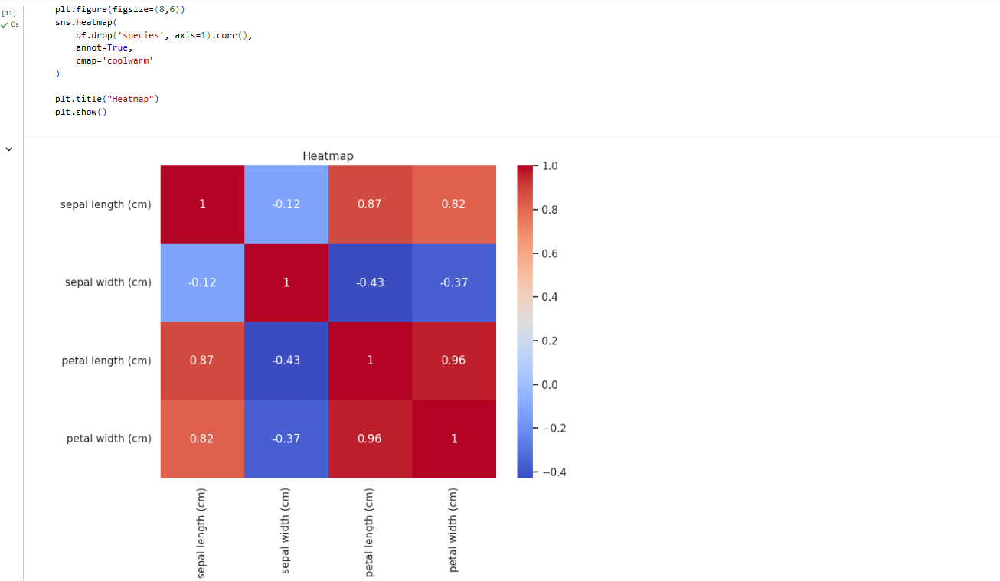 [11]
0s
plt.figure(figsize=(8,6))
sns.heatmap(
    df.drop('species', axis=1).corr(),
    annot=True,
    cmap='coolwarm'
)
plt.title("Heatmap")
plt.show()
Heatmap
sepal length (cm) 1 -0.12 0.87 0.82
sepal width (cm) -0.12 1 -0.43 -0.37
petal length (cm) 0.87 -0.43 1 0.96
petal width (cm) 0.82 -0.37 0.96 1
sepal length (cm)
sepal width (cm)
petal length (cm)
petal width (cm)
1.0
0.8
0.6
0.4
0.2
0.0
−0.2
−0.4